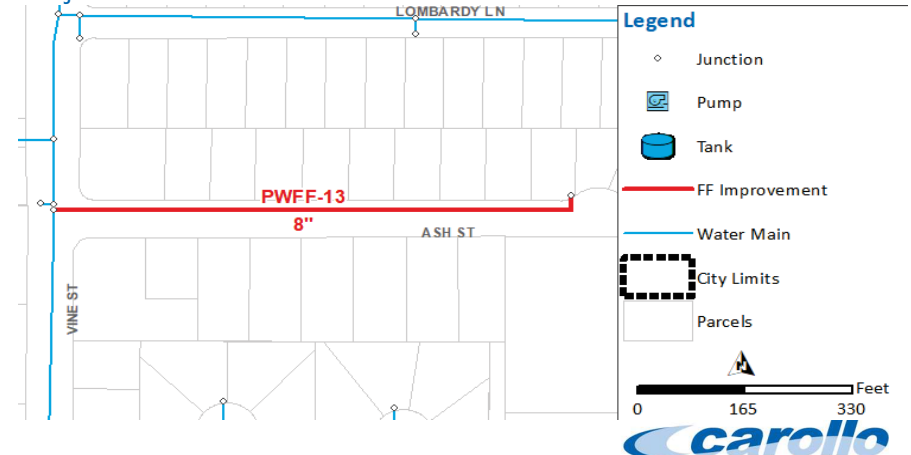 LOMBARDY LN
PWFF-13
8"
ASH ST
VINE ST
Legend
Junction
Pump
Tank
FF Improvement
Water Main
City Limits
Parcels
N
Feet
0 165 330
carollo